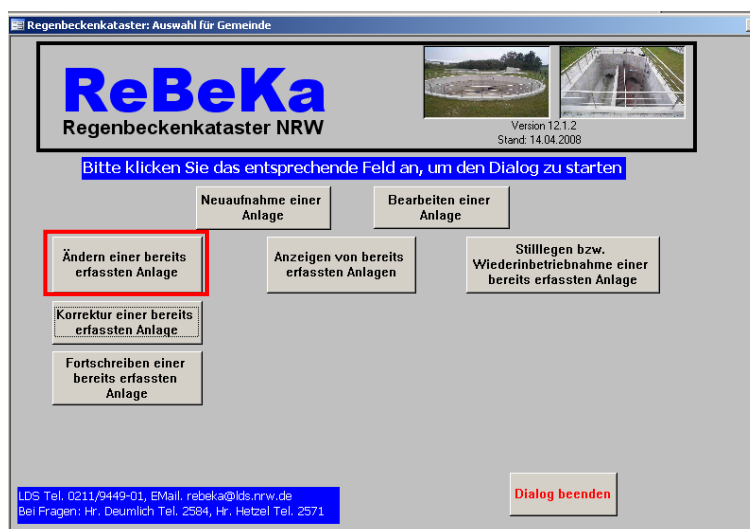 Regenbeckenkataster: Auswahl für Gemeinde
ReBeKa
Regenbeckenkataster NRW
Version 12.1.2
Stand: 14.04.2008
Bitte klicken Sie das entsprechende Feld an, um den Dialog zu starten
Neuaufnahme einer
Anlage
Bearbeiten einer
Anlage
Ändern einer bereits
erfassten Anlage
Anzeigen von bereits
erfassten Anlagen
Stilllegen bzw.
Wiederinbetriebnahme einer
bereits erfassten Anlage
Korrektur einer bereits
erfassten Anlage
Fortschreiben einer
bereits erfassten
Anlage
LDS Tel. 0211/9449-01, EMail. rebeka@lds.nrw.de
Bei Fragen: Hr. Deumlich Tel. 2584, Hr. Hetzel Tel. 2571
Dialog beenden